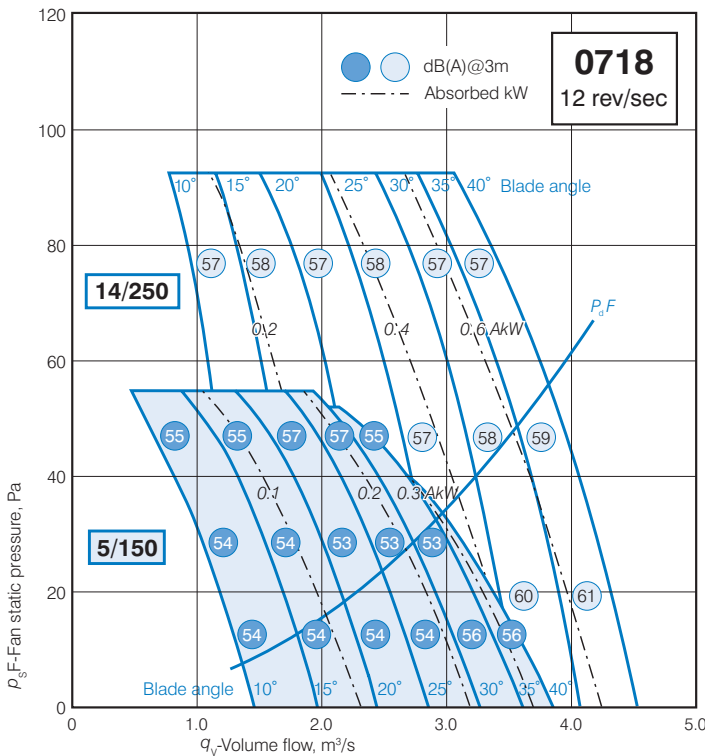 120
100
80
60
40
20
0
pₛF-Fan static pressure, Pa
dB(A)@3m
Absorbed kW
0718
12 rev/sec
10° 15° 20° 25° 30° 35° 40° Blade angle
57 58 57 58 57 57
14/250
0.2 0.4 0.6 AkW
P_dF
55 55 57 57 55 57 58 59
0.1 0.2 0.3 AkW
5/150
54 54 53 53 53
60 61
54 54 54 54 56 56
Blade angle 10° 15° 20° 25° 30° 35° 40°
0 1.0 2.0 3.0 4.0 5.0
qᵥ-Volume flow, m³/s